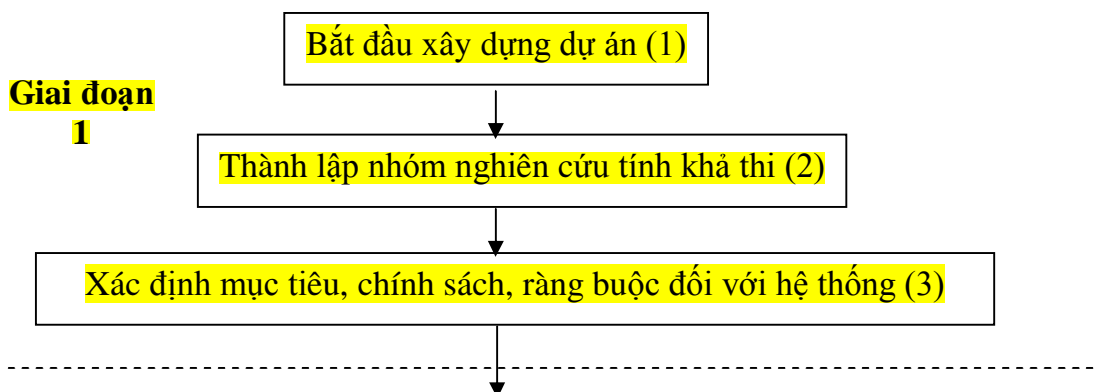 Bắt đầu xây dựng dự án (1)
Giai đoạn
1
Thành lập nhóm nghiên cứu tính khả thi (2)
Xác định mục tiêu, chính sách, ràng buộc đối với hệ thống (3)